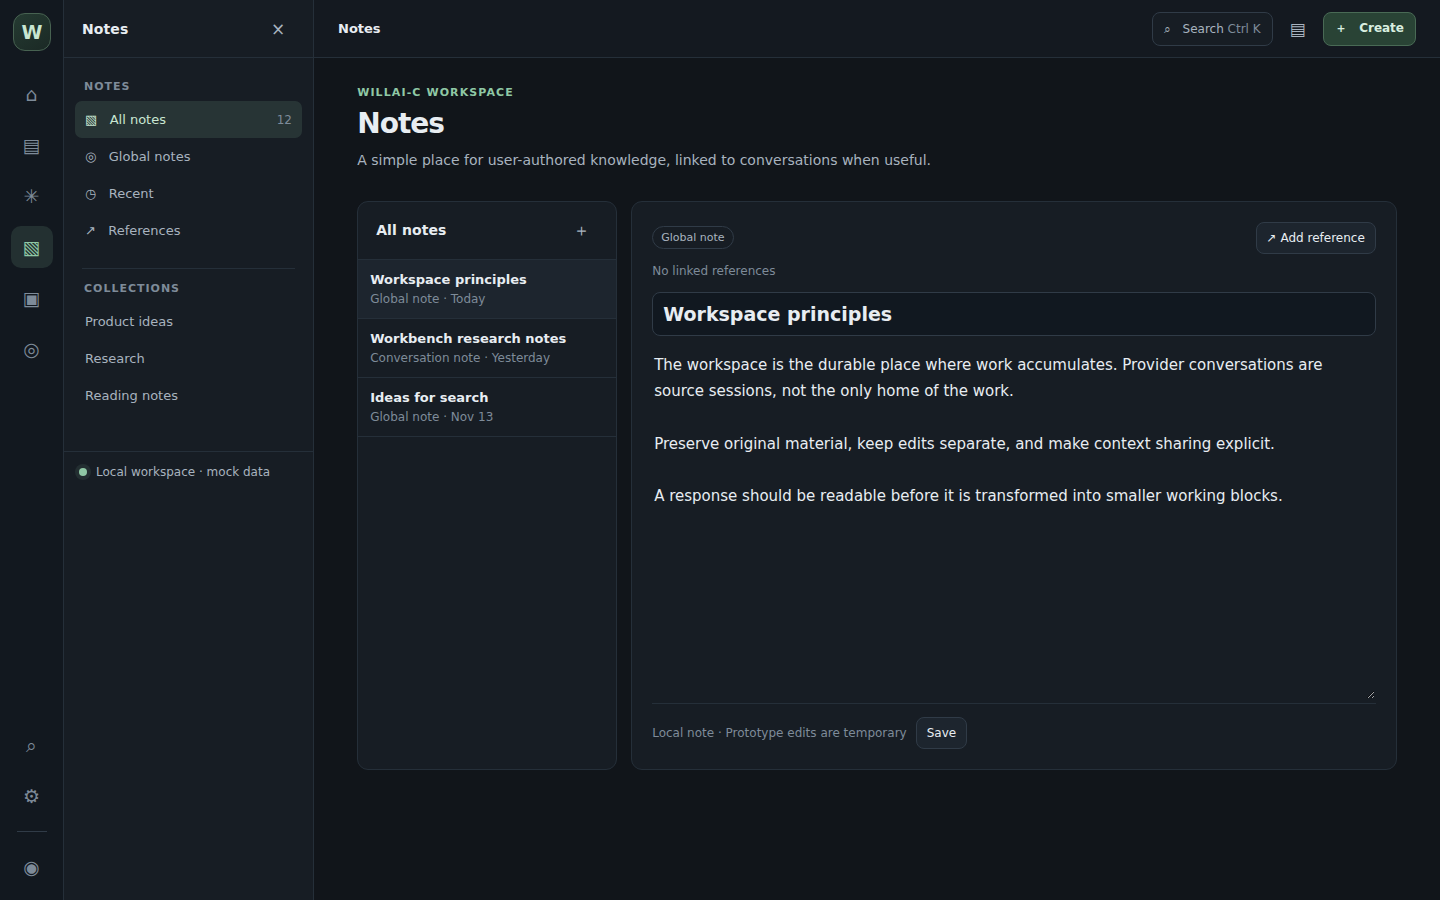 W
Notes
NOTES
All notes 12
Global notes
Recent
References
COLLECTIONS
Product ideas
Research
Reading notes
Local workspace · mock data
Notes
Search Ctrl K
+ Create
WILLAI-C WORKSPACE
Notes
A simple place for user-authored knowledge, linked to conversations when useful.
All notes +
Workspace principles
Global note · Today
Workbench research notes
Conversation note · Yesterday
Ideas for search
Global note · Nov 13
Global note
↗ Add reference
No linked references
Workspace principles
The workspace is the durable place where work accumulates. Provider conversations are
source sessions, not the only home of the work.
Preserve original material, keep edits separate, and make context sharing explicit.
A response should be readable before it is transformed into smaller working blocks.
Local note · Prototype edits are temporary
Save